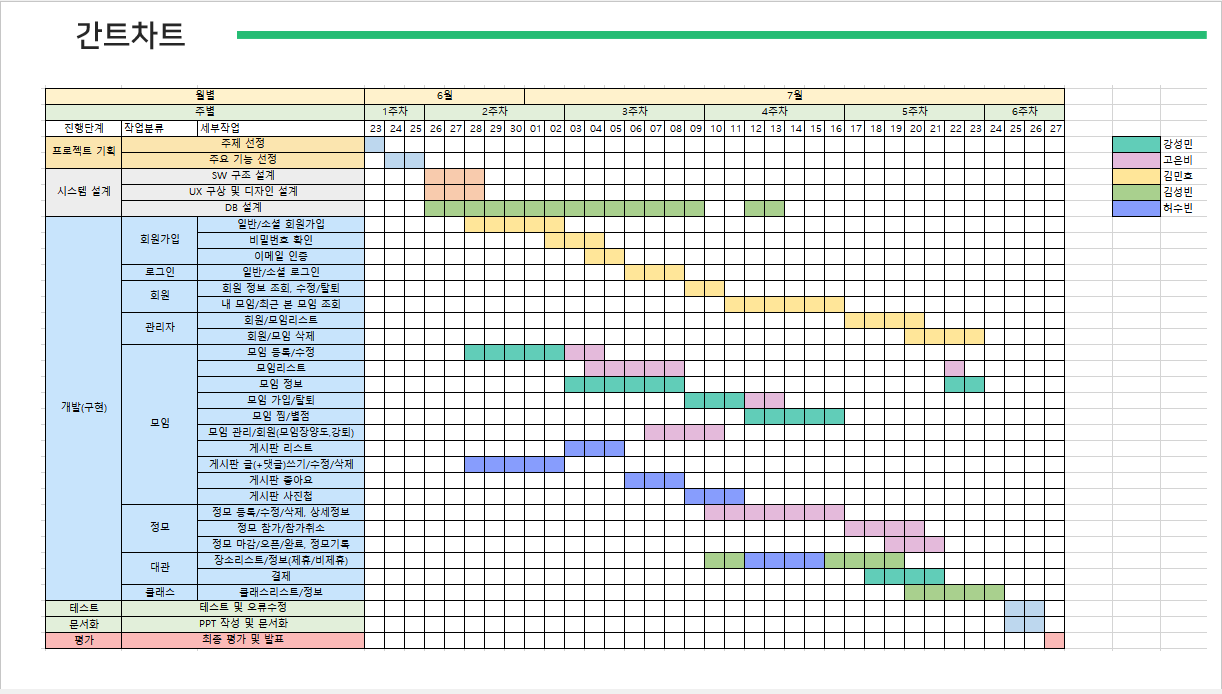 간트차트
월별 6월 7월
주별 1주차 2주차 3주차 4주차 5주차 6주차
진행단계 작업분류 세부작업 23 24 25 26 27 28 29 30 01 02 03 04 05 06 07 08 09 10 11 12 13 14 15 16 17 18 19 20 21 22 23 24 25 26 27
프로젝트 기획 주제 선정 강성민
주요 기능 선정 고은비
시스템 설계 SW 구조 설계 김민호
UX 구상 및 디자인 설계 김성빈
DB 설계 허수빈
개발(구현) 회원가입 일반/소셜 회원가입
비밀번호 확인
이메일 인증
로그인 일반/소셜 로그인
회원 회원 정보 조회, 수정/탈퇴
내 모임/최근 본 모임 조회
관리자 회원/모임리스트
회원/모임 삭제
모임 모임 등록/수정
모임리스트
모임 정보
모임 가입/탈퇴
모임 찜/별점
모임 관리/회원(모임장양도,강퇴)
게시판 리스트
게시판 글(+댓글)쓰기/수정/삭제
게시판 좋아요
게시판 사진첩
정모 정모 등록/수정/삭제, 상세정보
정모 참가/참가취소
정모 마감/오픈/완료, 정모기록
대관 장소리스트/정보(제휴/비제휴)
결제
클래스 클래스리스트/정보
테스트 테스트 및 오류수정
문서화 PPT 작성 및 문서화
평가 최종 평가 및 발표